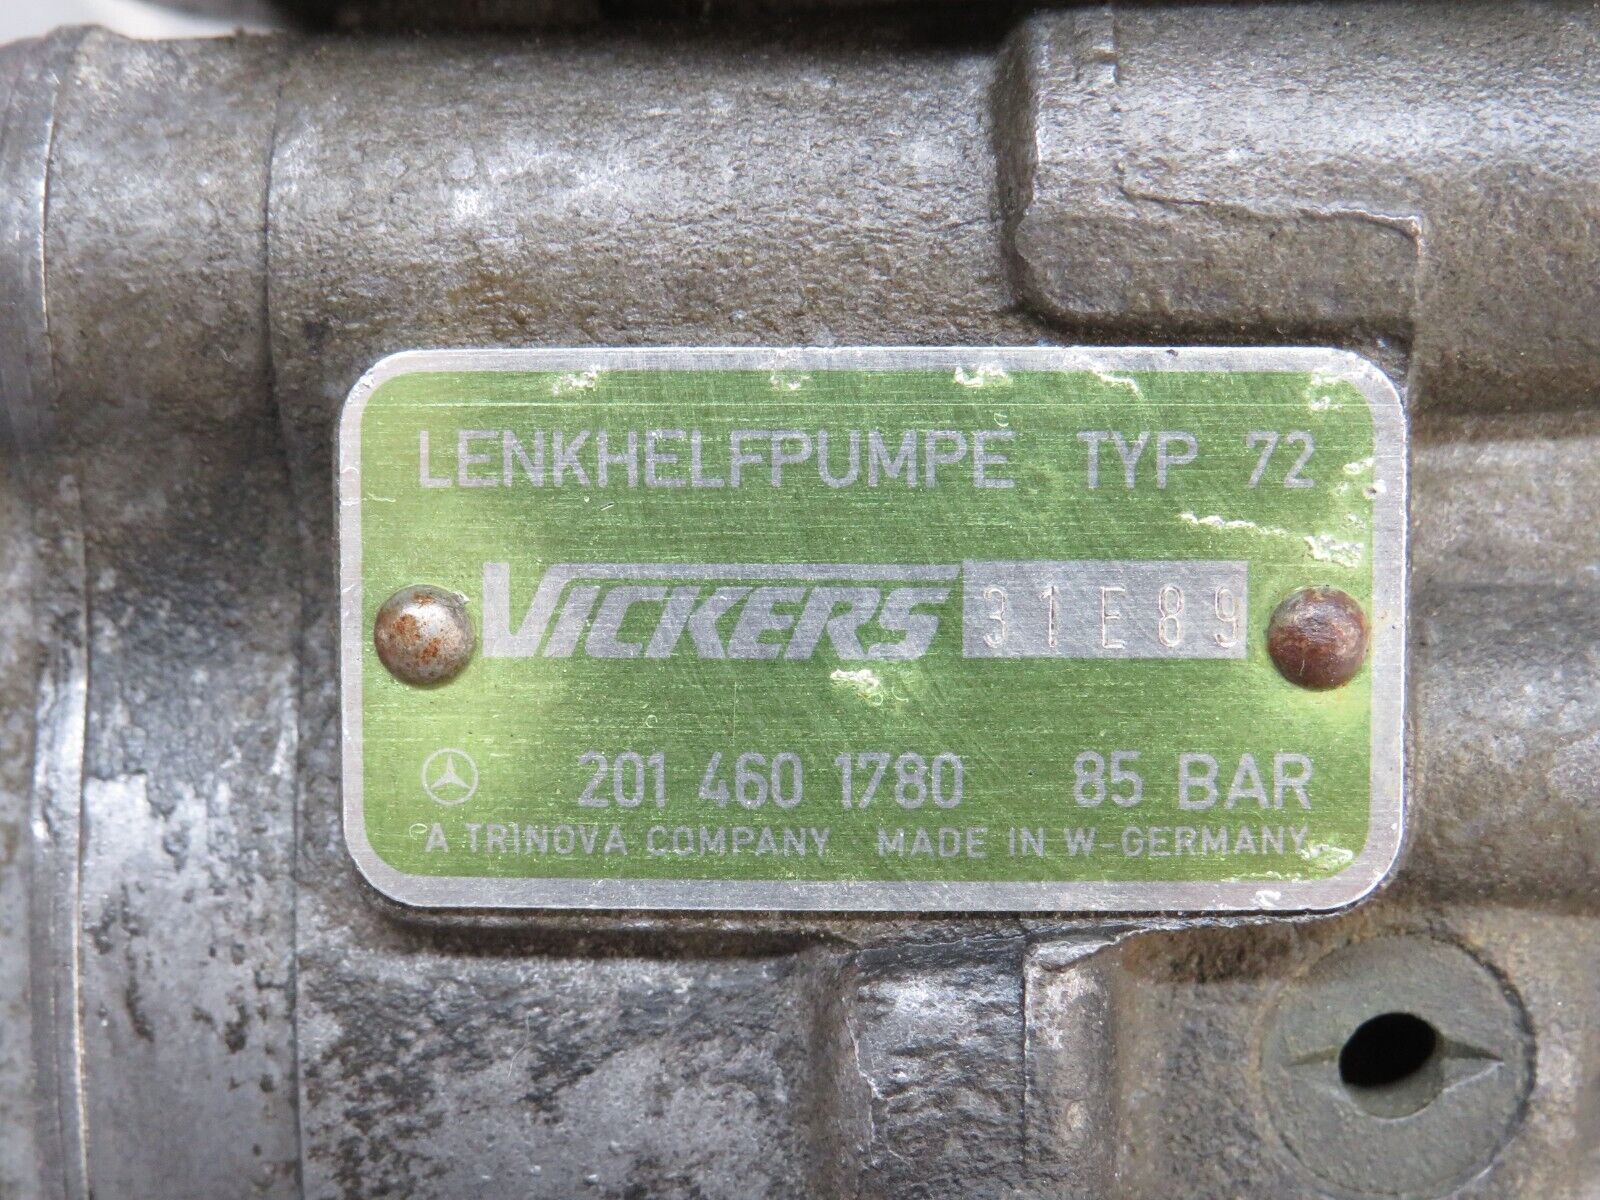 LENKHELFPUMPE TYP 72
VICKERS 31E89
201 460 1780 85 BAR
A TRINOVA COMPANY MADE IN W-GERMANY